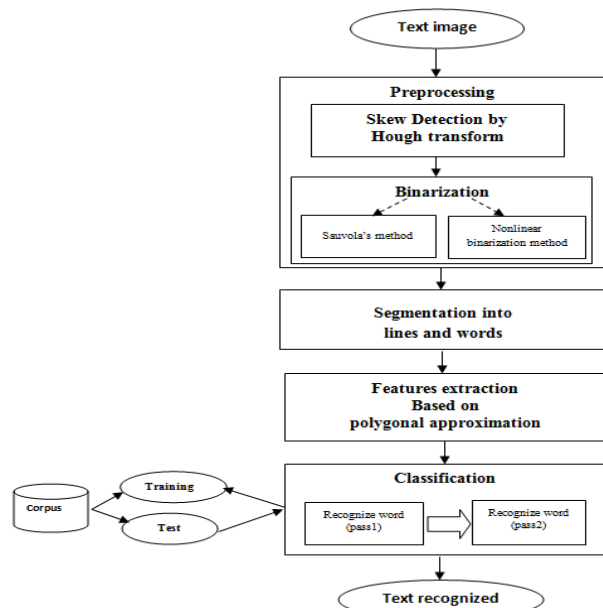 Text image
Preprocessing
Skew Detection by
Hough transform
Binarization
Sauvola's method
Nonlinear
binarization method
Segmentation into
lines and words
Features extraction
Based on
polygonal approximation
Classification
Training
Corpus
Test
Recognize word
(pass1)
Recognize word
(pass2)
Text recognized